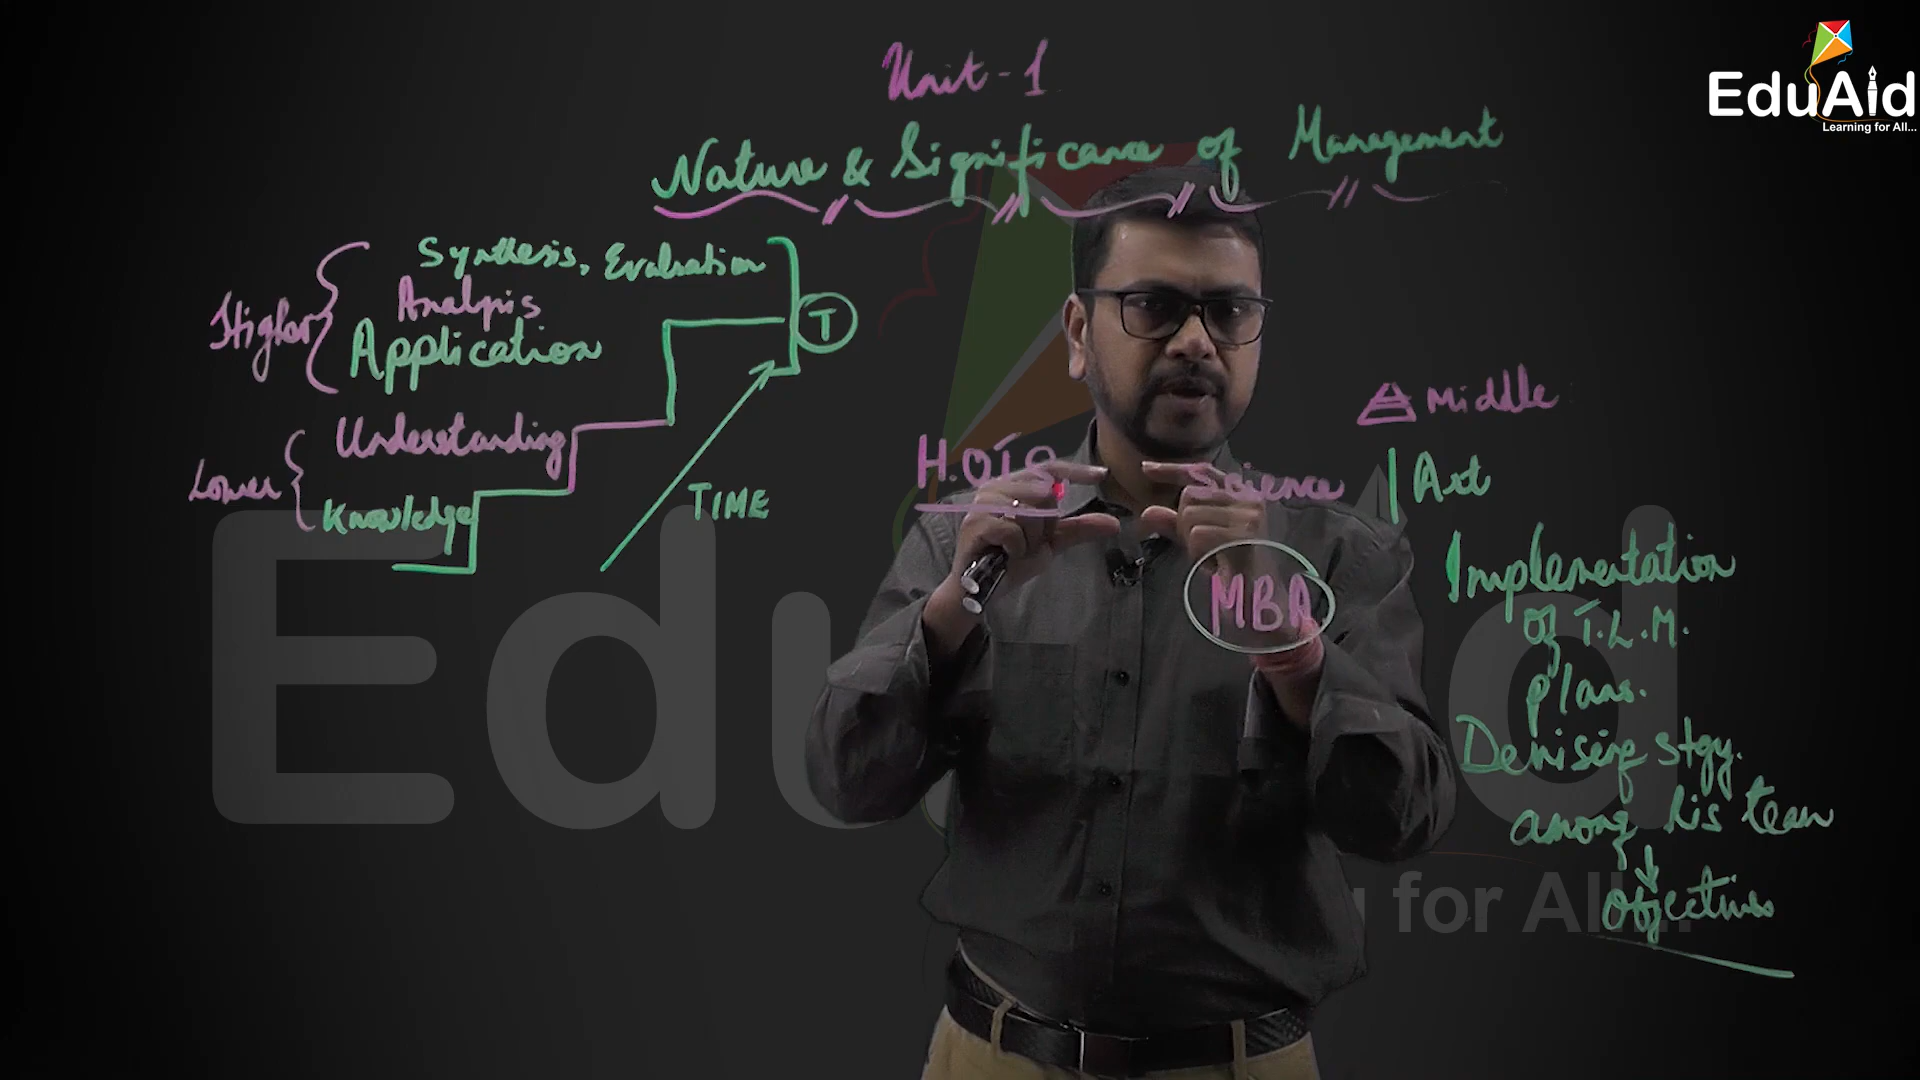 EduAid
Learning for All...
Unit-1
Nature & Significance of Management
Synthesis, Evaluation
Analysis
Application
Higher
T
Understanding
Lower
Knowledge
TIME
H.O.T.S
Science
Art
Middle
MBA
Implementation
of T.L.M.
plans.
Devising stgy.
among his team
Objectives
Edu d
g for All...